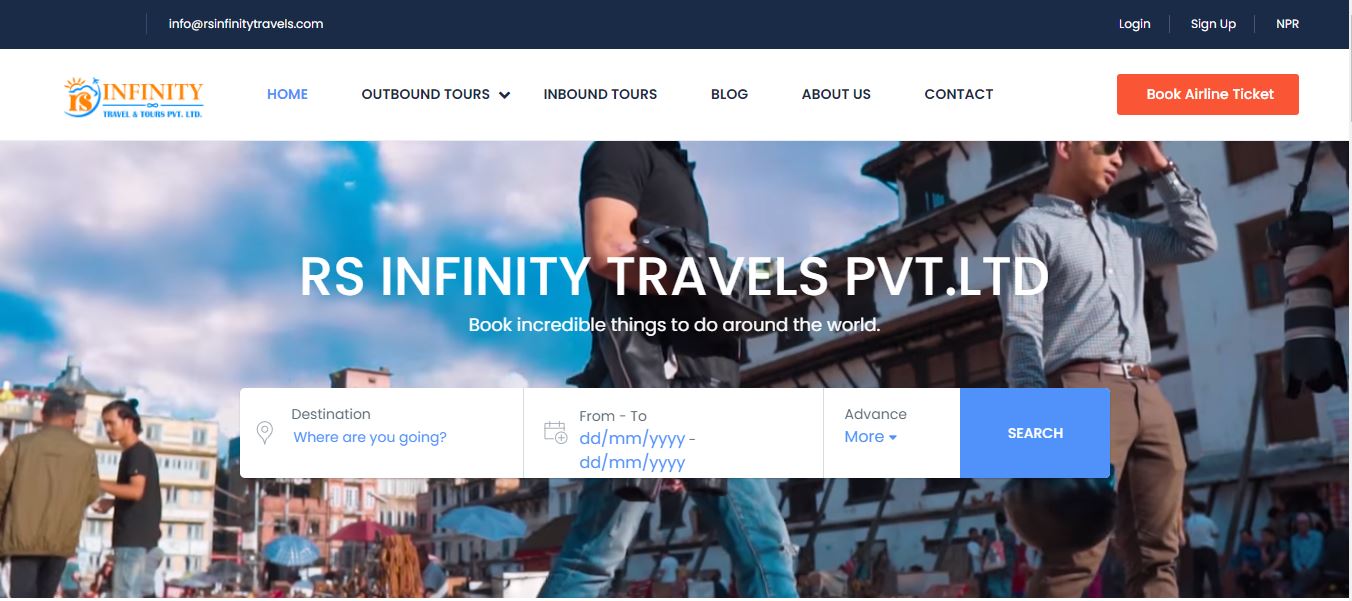 info@rsinfinitytravels.com
Login
Sign Up
NPR
rs INFINITY
TRAVEL & TOURS PVT. LTD.
HOME
OUTBOUND TOURS
INBOUND TOURS
BLOG
ABOUT US
CONTACT
Book Airline Ticket
RS INFINITY TRAVELS PVT.LTD
Book incredible things to do around the world.
Destination
Where are you going?
From - To
dd/mm/yyyy -
dd/mm/yyyy
Advance
More
SEARCH